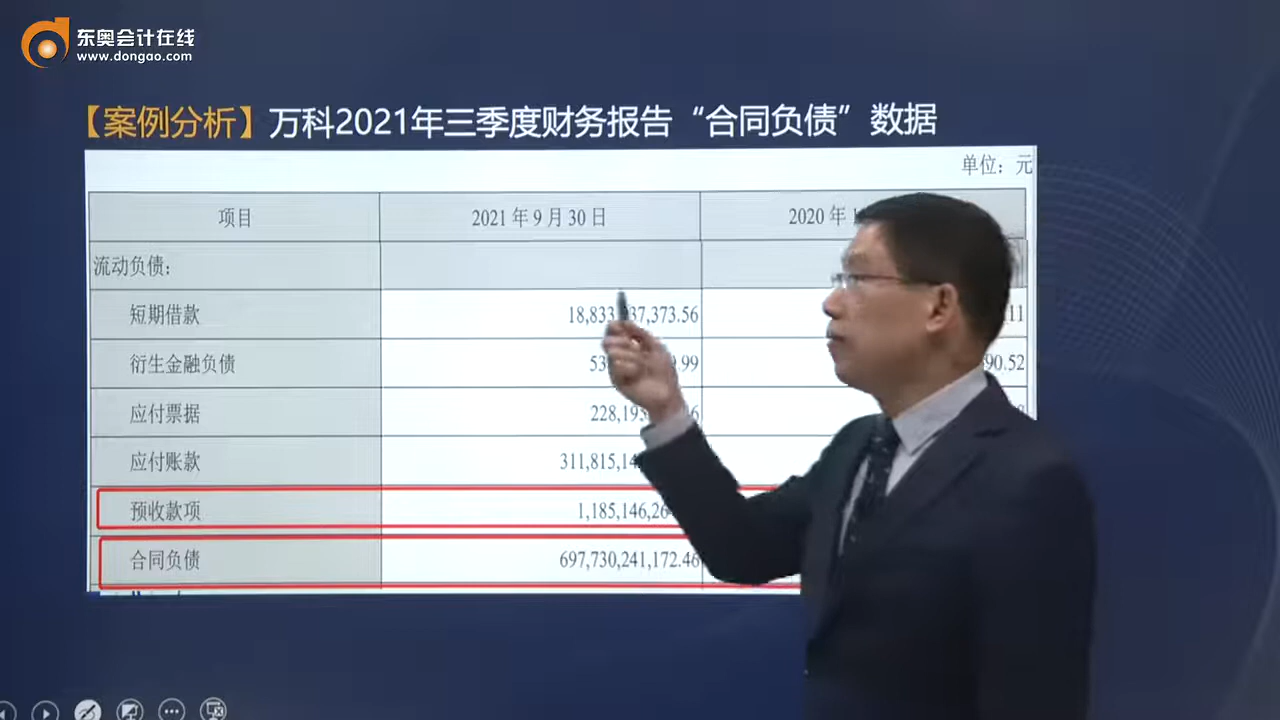 东奥会计在线
www.dongao.com
【案例分析】万科2021年三季度财务报告“合同负债”数据
单位：元
项目 2021年9月30日 2020年
流动负债：
短期借款 18,833 37,373.56 11
衍生金融负债 53 9.99 90.52
应付票据 228,193 6
应付账款 311,815,14
预收款项 1,185,146,26
合同负债 697,730,241,172.46